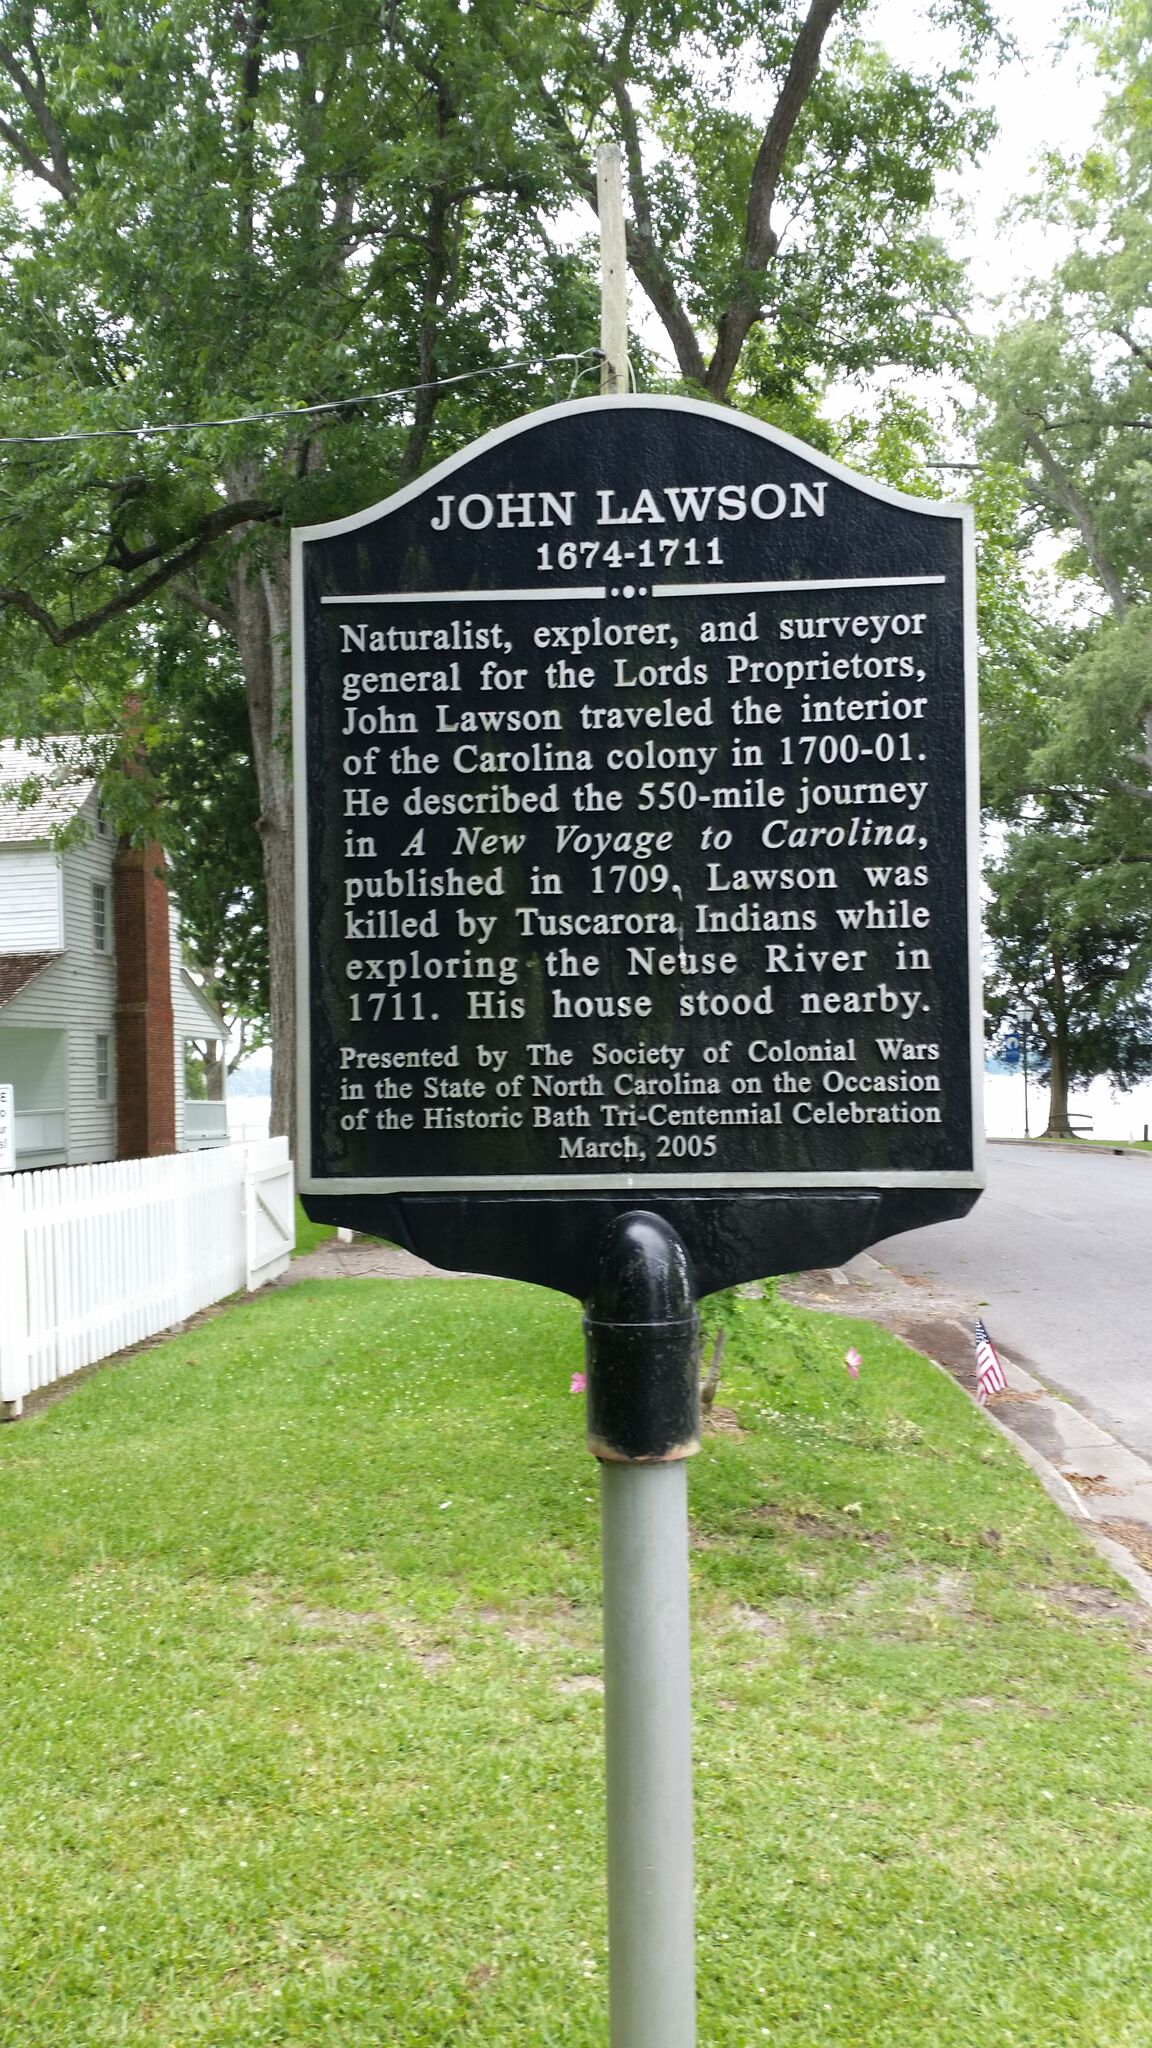 JOHN LAWSON
1674-1711
Naturalist, explorer, and surveyor
general for the Lords Proprietors,
John Lawson traveled the interior
of the Carolina colony in 1700-01.
He described the 550-mile journey
in A New Voyage to Carolina,
published in 1709. Lawson was
killed by Tuscarora Indians while
exploring the Neuse River in
1711. His house stood nearby.
Presented by The Society of Colonial Wars
in the State of North Carolina on the Occasion
of the Historic Bath Tri-Centennial Celebration
March, 2005